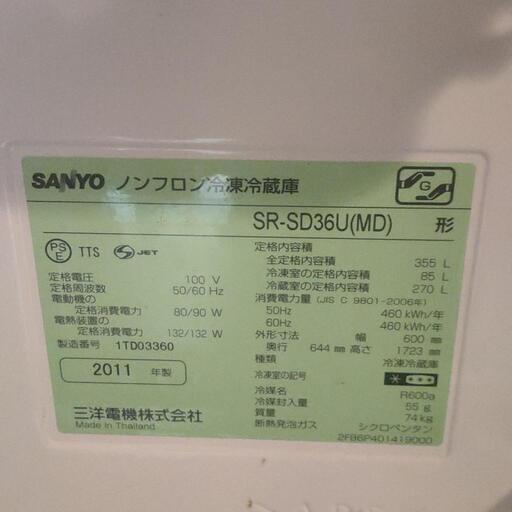 SANYO ノンフロン冷凍冷蔵庫
G
SR-SD36U(MD) 形
PS E TTS S JET
定格電圧 100 V
定格周波数 50/60 Hz
電動機の
定格消費電力 80/90 W
電熱装置の
定格消費電力 132/132 W
製造番号 1TD03360
2011 年製
三洋電機株式会社
Made in Thailand
定格内容積
全定格内容積 355 L
冷凍室の定格内容積 85 L
冷蔵室の定格内容積 270 L
消費電力量 (JIS C 9801-2006年)
50Hz 460 kWh/年
60Hz 460 kWh/年
外形寸法 幅 600 mm
奥行 644 mm 高さ 1723 mm
種類 冷凍冷蔵庫
冷凍室の記号
冷媒名 R600a
冷媒封入量 55 g
質量 74 kg
断熱発泡ガス シクロペンタン
2FB6P401419000